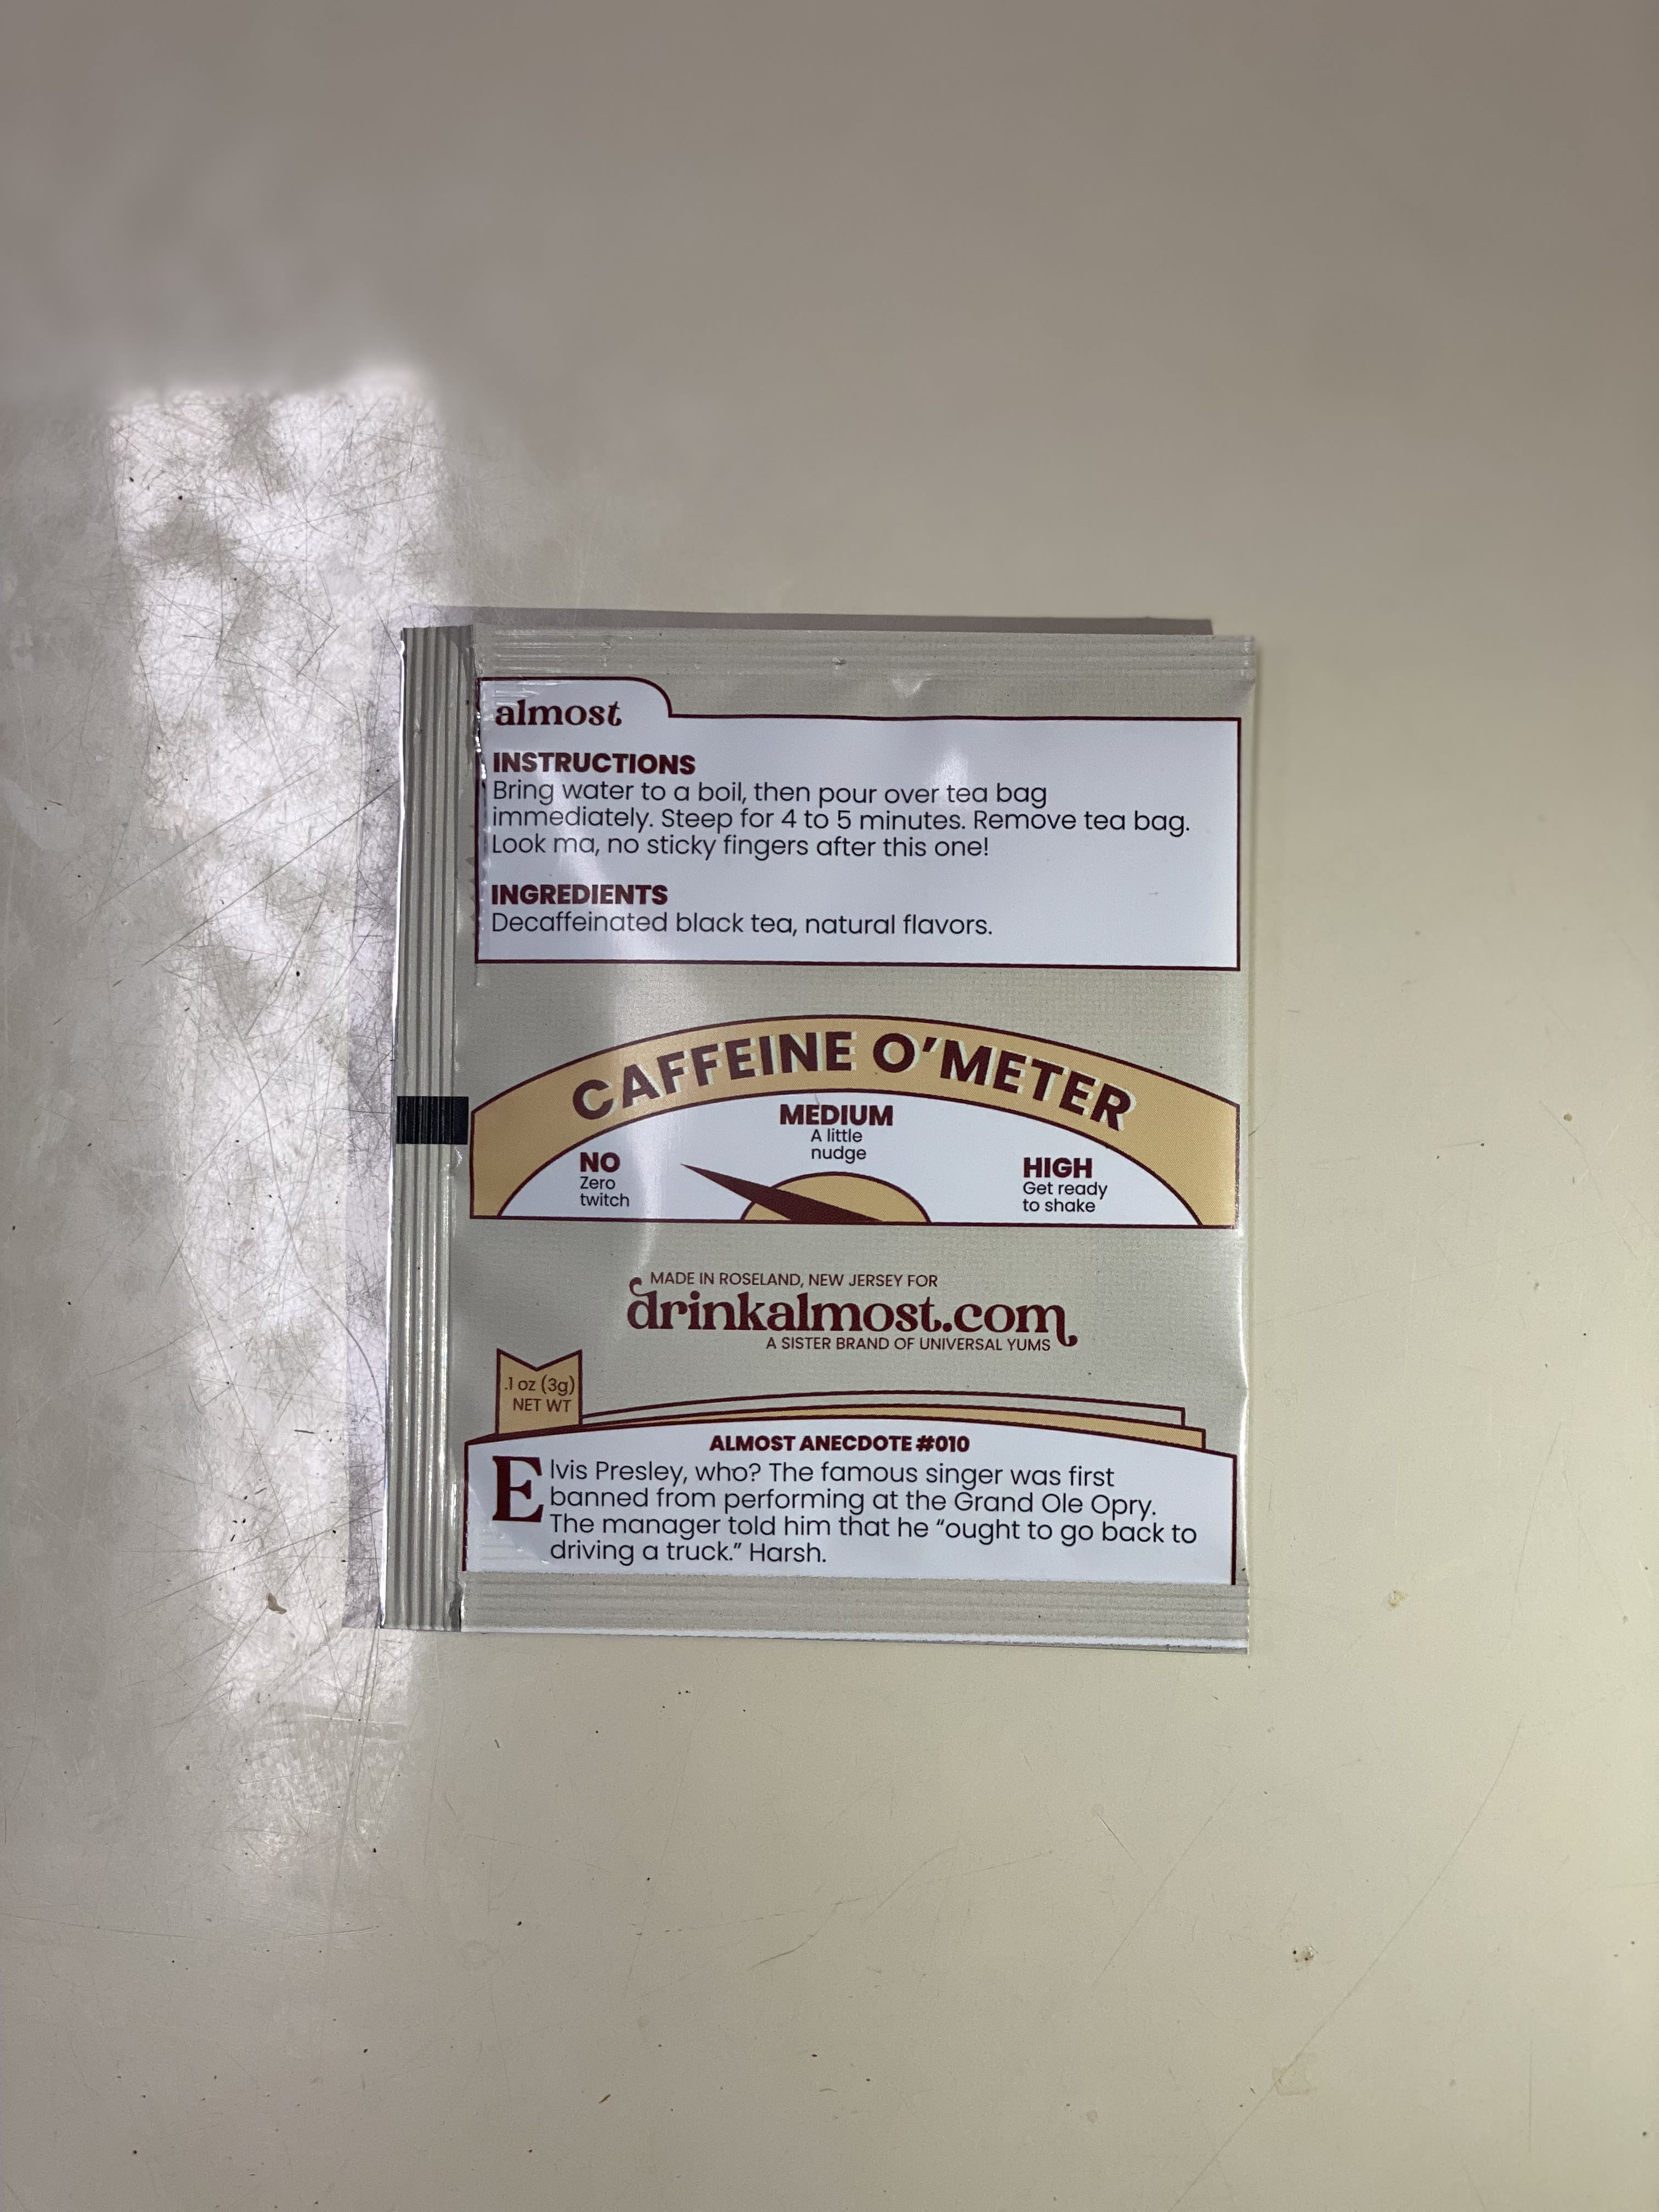 almost
INSTRUCTIONS
Bring water to a boil, then pour over tea bag
immediately. Steep for 4 to 5 minutes. Remove tea bag.
Look ma, no sticky fingers after this one!
INGREDIENTS
Decaffeinated black tea, natural flavors.
CAFFEINE O'METER
NO
Zero
twitch
MEDIUM
A little
nudge
HIGH
Get ready
to shake
MADE IN ROSELAND, NEW JERSEY FOR
drinkalmost.com
A SISTER BRAND OF UNIVERSAL YUMS
.1 oz (3g)
NET WT
ALMOST ANECDOTE #010
Elvis Presley, who? The famous singer was first
banned from performing at the Grand Ole Opry.
The manager told him that he “ought to go back to
driving a truck.” Harsh.